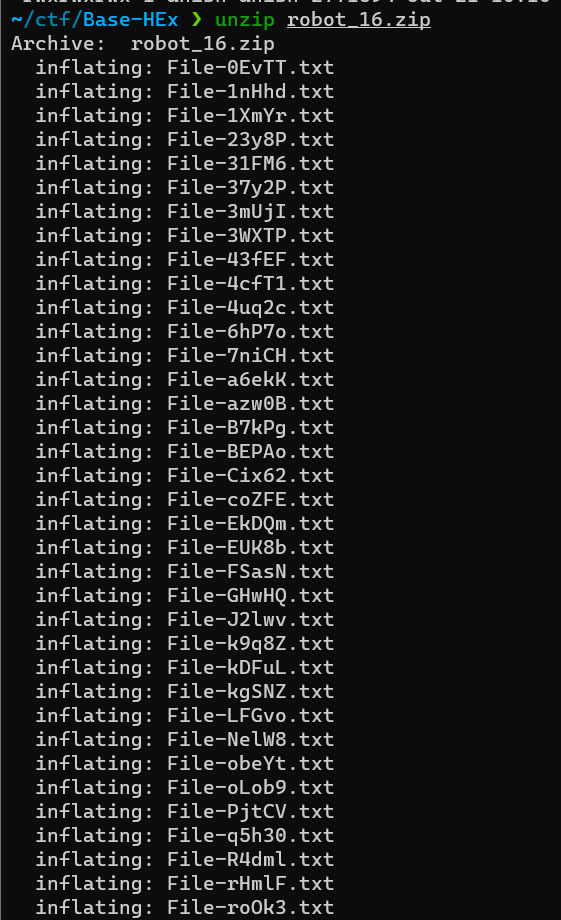 ~/ctf/Base-HEx ❯ unzip robot_16.zip
Archive:  robot_16.zip
  inflating: File-0EvTT.txt
  inflating: File-1nHhd.txt
  inflating: File-1XmYr.txt
  inflating: File-23y8P.txt
  inflating: File-31FM6.txt
  inflating: File-37y2P.txt
  inflating: File-3mUjI.txt
  inflating: File-3WXTP.txt
  inflating: File-43fEF.txt
  inflating: File-4cfT1.txt
  inflating: File-4uq2c.txt
  inflating: File-6hP7o.txt
  inflating: File-7niCH.txt
  inflating: File-a6ekK.txt
  inflating: File-azw0B.txt
  inflating: File-B7kPg.txt
  inflating: File-BEPAo.txt
  inflating: File-Cix62.txt
  inflating: File-coZFE.txt
  inflating: File-EkDQm.txt
  inflating: File-EUK8b.txt
  inflating: File-FSasN.txt
  inflating: File-GHwHQ.txt
  inflating: File-J2lwv.txt
  inflating: File-k9q8Z.txt
  inflating: File-kDFuL.txt
  inflating: File-kgSNZ.txt
  inflating: File-LFGvo.txt
  inflating: File-NelW8.txt
  inflating: File-obeYt.txt
  inflating: File-oLob9.txt
  inflating: File-PjtCV.txt
  inflating: File-q5h30.txt
  inflating: File-R4dml.txt
  inflating: File-rHmlF.txt
  inflating: File-roOk3.txt